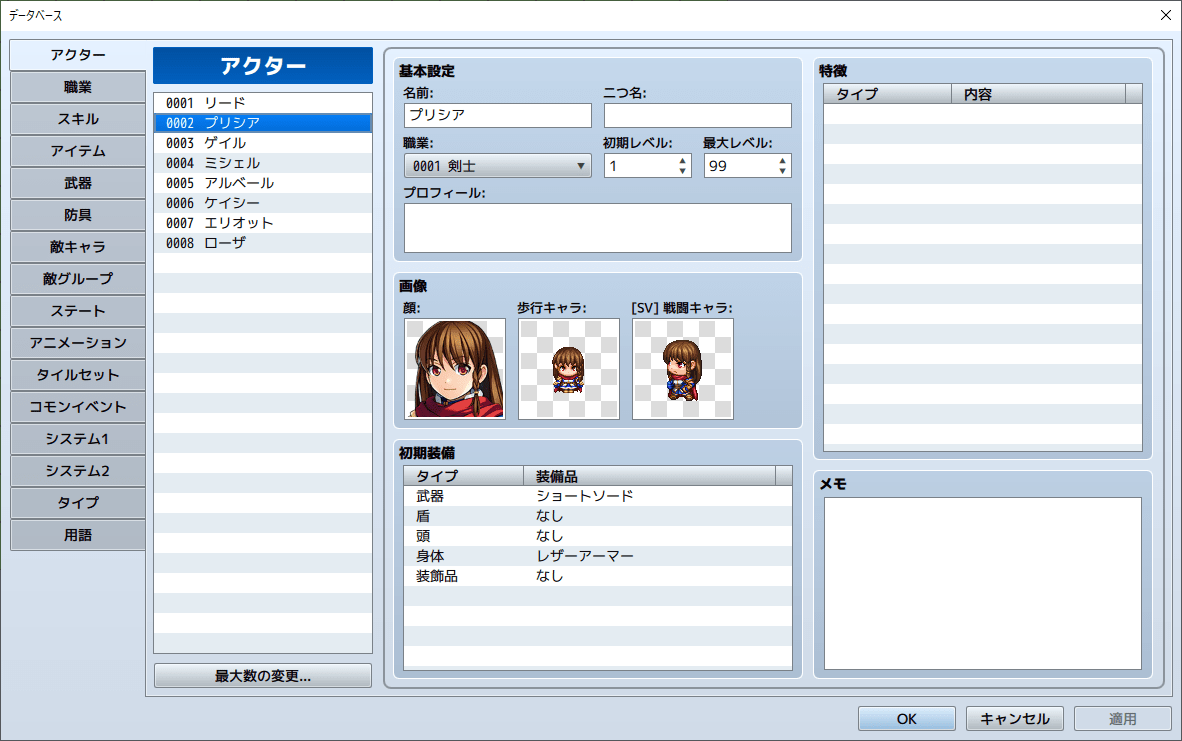 データベース
アクター
職業
スキル
アイテム
武器
防具
敵キャラ
敵グループ
ステート
アニメーション
タイルセット
コモンイベント
システム1
システム2
タイプ
用語
アクター
0001 リード
0002 プリシア
0003 ゲイル
0004 ミシェル
0005 アルベール
0006 ケイシー
0007 エリオット
0008 ローザ
最大数の変更...
基本設定
名前: 二つ名:
プリシア
職業: 初期レベル: 最大レベル:
0001 剣士 1 99
プロフィール:
画像
顔: 歩行キャラ: [SV] 戦闘キャラ:
初期装備
タイプ 装備品
武器 ショートソード
盾 なし
頭 なし
身体 レザーアーマー
装飾品 なし
特徴
タイプ 内容
メモ
OK キャンセル 適用